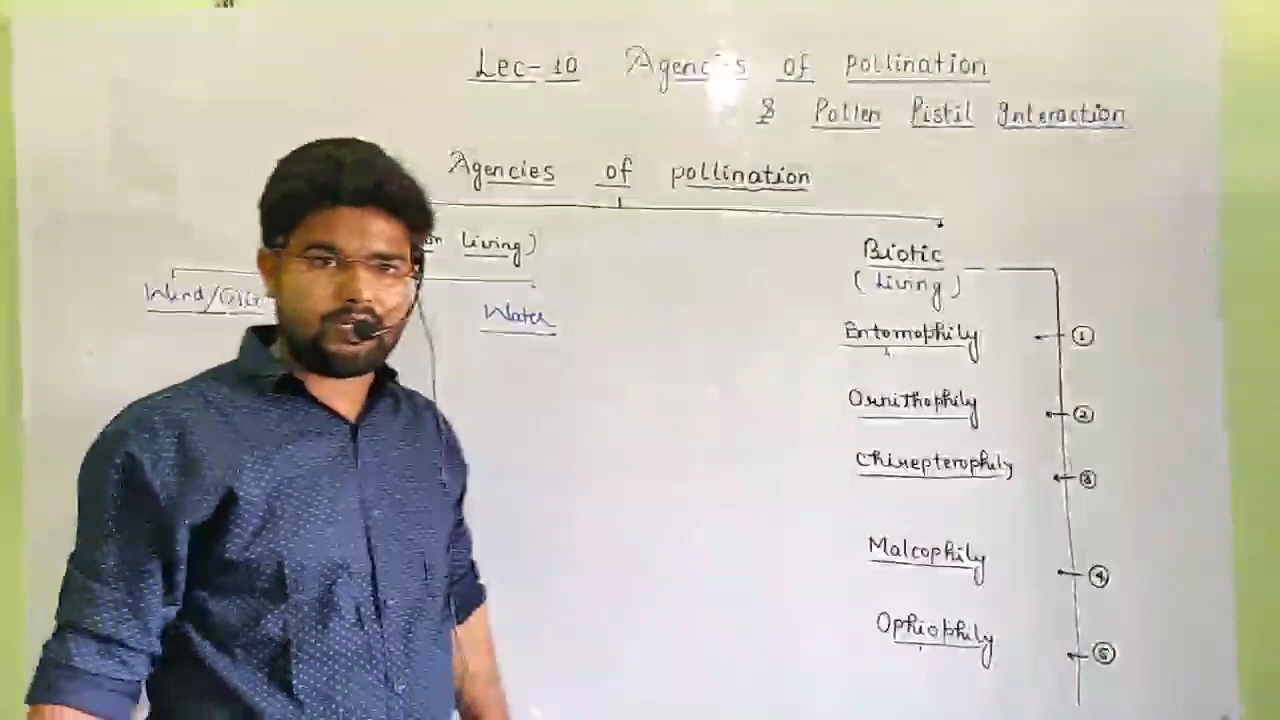 Lec-10 Agencies of pollination
& Pollen Pistil Interaction
Agencies of pollination
Living)
Water
Biotic
(Living)
Entomophily ①
Ornithophily ②
Chirepterophily ③
Malcophily ④
Ophiophily ⑤